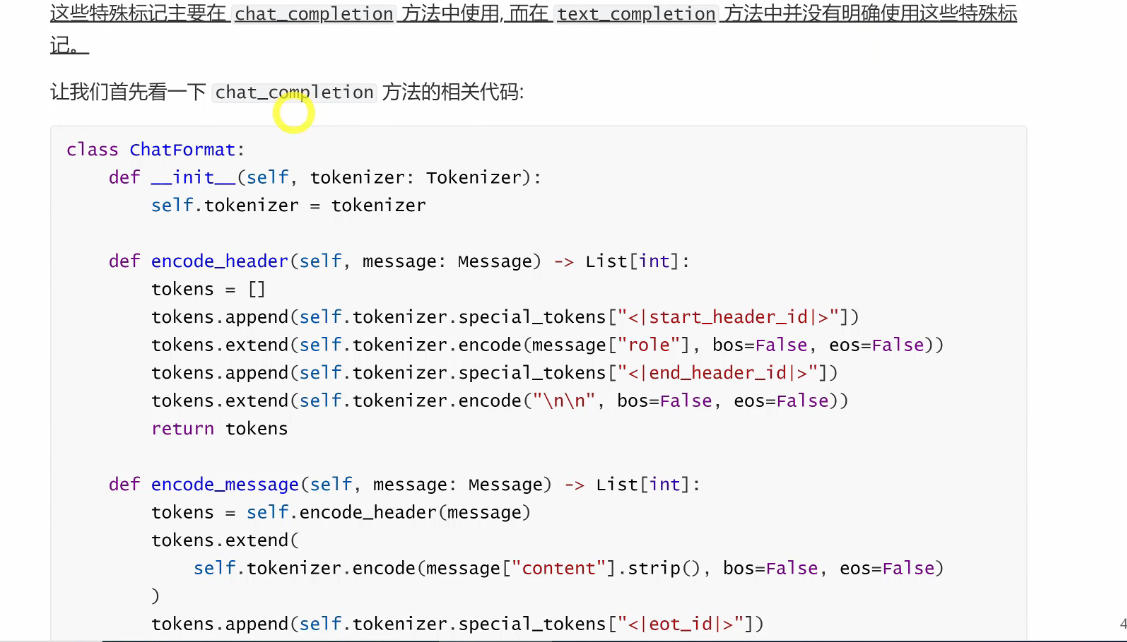 这些特殊标记主要在 chat_completion 方法中使用, 而在 text_completion 方法中并没有明确使用这些特殊标
记。
让我们首先看一下 chat_completion 方法的相关代码:
class ChatFormat:
    def __init__(self, tokenizer: Tokenizer):
        self.tokenizer = tokenizer

    def encode_header(self, message: Message) -> List[int]:
        tokens = []
        tokens.append(self.tokenizer.special_tokens["<|start_header_id|>"])
        tokens.extend(self.tokenizer.encode(message["role"], bos=False, eos=False))
        tokens.append(self.tokenizer.special_tokens["<|end_header_id|>"])
        tokens.extend(self.tokenizer.encode("\n\n", bos=False, eos=False))
        return tokens

    def encode_message(self, message: Message) -> List[int]:
        tokens = self.encode_header(message)
        tokens.extend(
            self.tokenizer.encode(message["content"].strip(), bos=False, eos=False)
        )
        tokens.append(self.tokenizer.special_tokens["<|eot_id|>"])
4